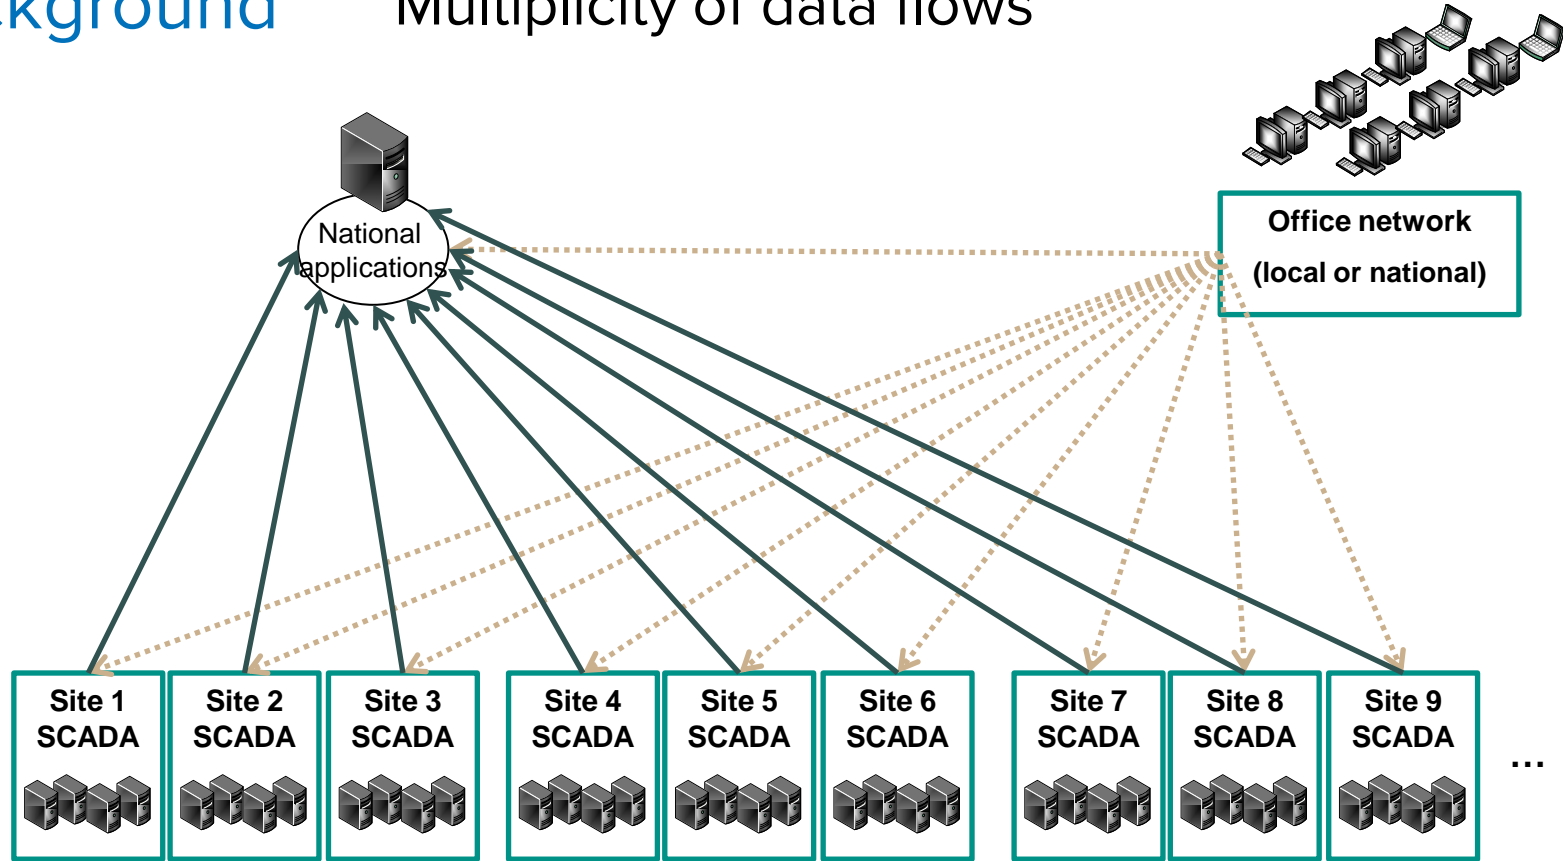 ckground
Multiplicity of data flows
National
applications
Office network
(local or national)
Site 1
SCADA
Site 2
SCADA
Site 3
SCADA
Site 4
SCADA
Site 5
SCADA
Site 6
SCADA
Site 7
SCADA
Site 8
SCADA
Site 9
SCADA
...